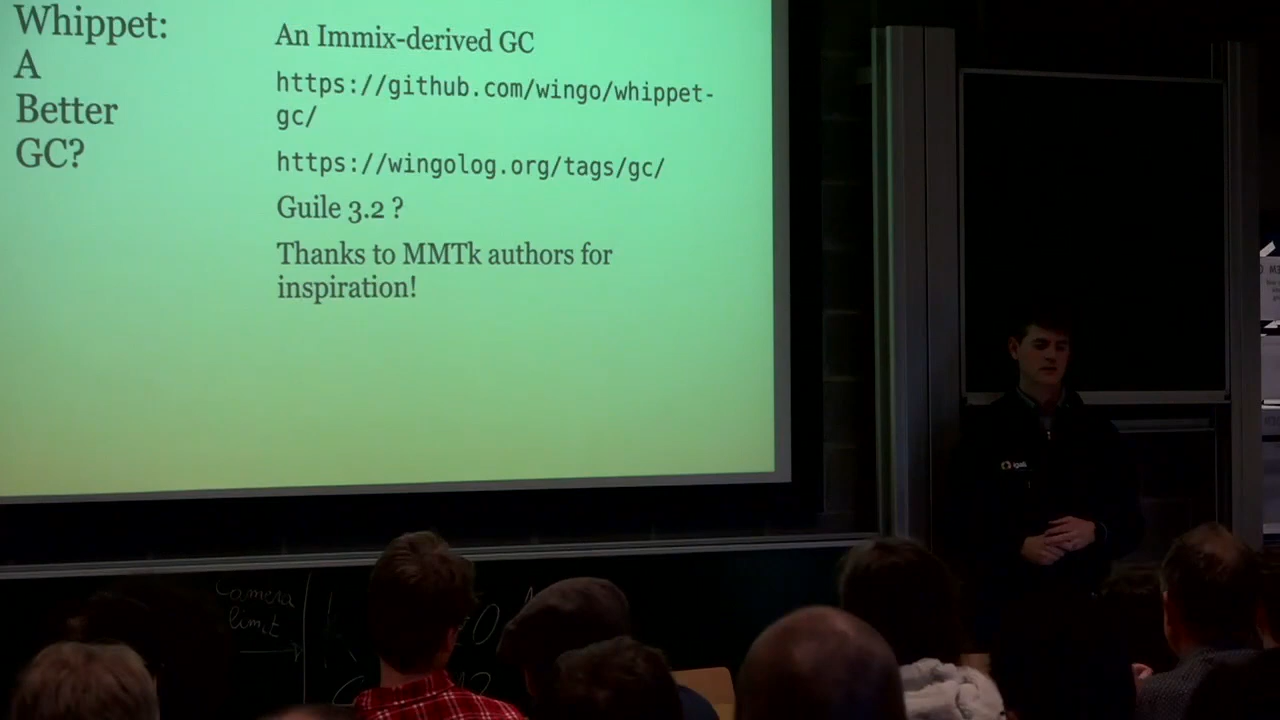 Whippet:
A
Better
GC?
An Immix-derived GC
https://github.com/wingo/whippet-
gc/
https://wingolog.org/tags/gc/
Guile 3.2 ?
Thanks to MMTk authors for
inspiration!
igalia
Camera
limit